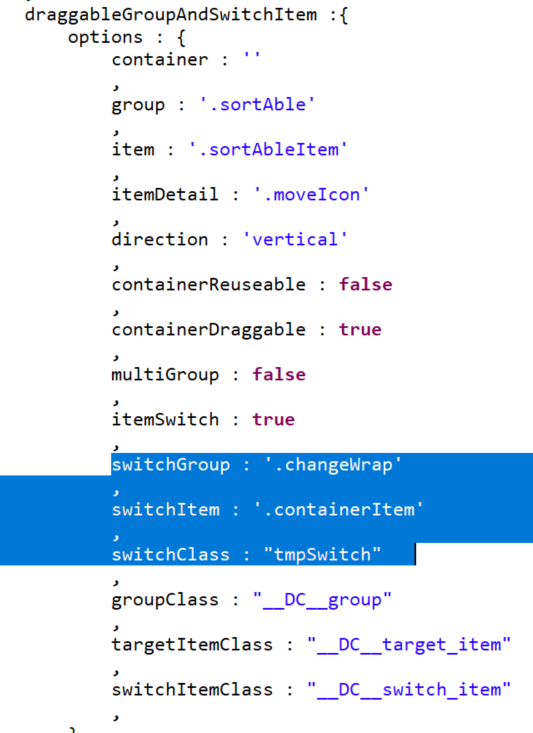 draggableGroupAndSwitchItem :{
options : {
container : ''
,
group : '.sortAble'
,
item : '.sortAbleItem'
,
itemDetail : '.moveIcon'
,
direction : 'vertical'
,
containerReuseable : false
,
containerDraggable : true
,
multiGroup : false
,
itemSwitch : true
,
switchGroup : '.changeWrap'
,
switchItem : '.containerItem'
,
switchClass : "tmpSwitch"
,
groupClass : "__DC__group"
,
targetItemClass : "__DC__target_item"
,
switchItemClass : "__DC__switch_item"
,